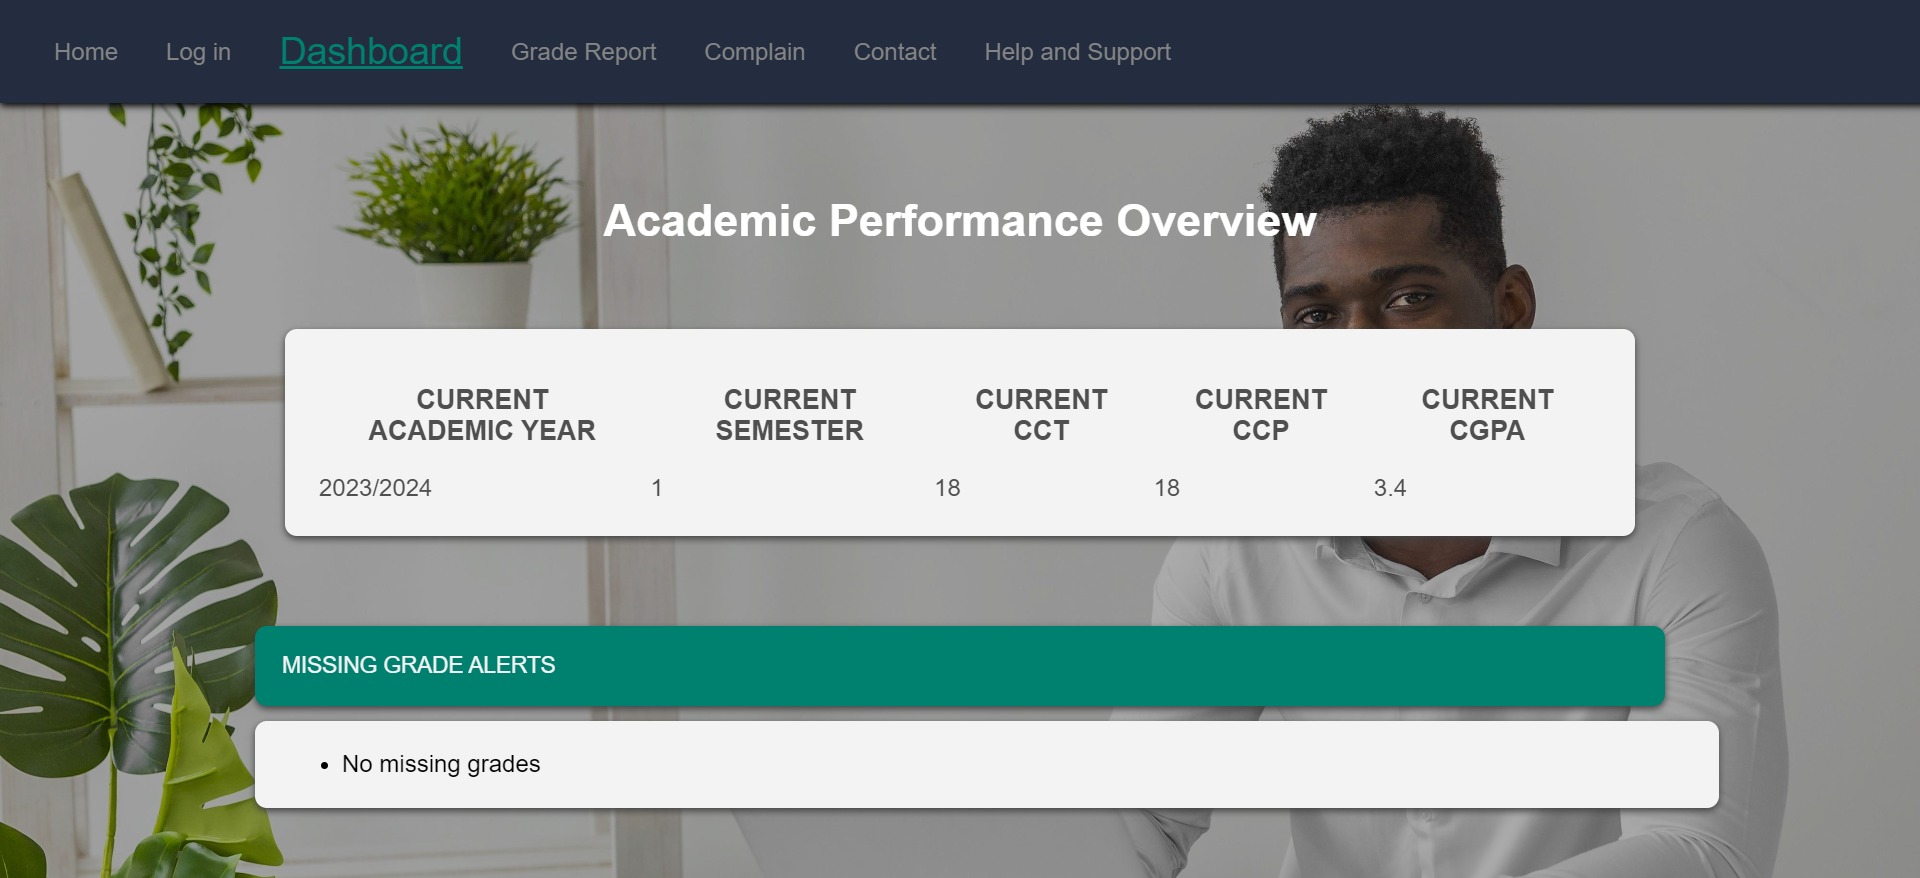 Home Log in Dashboard Grade Report Complain Contact Help and Support
Academic Performance Overview
CURRENT ACADEMIC YEAR CURRENT SEMESTER CURRENT CCT CURRENT CCP CURRENT CGPA
2023/2024 1 18 18 3.4
MISSING GRADE ALERTS
• No missing grades